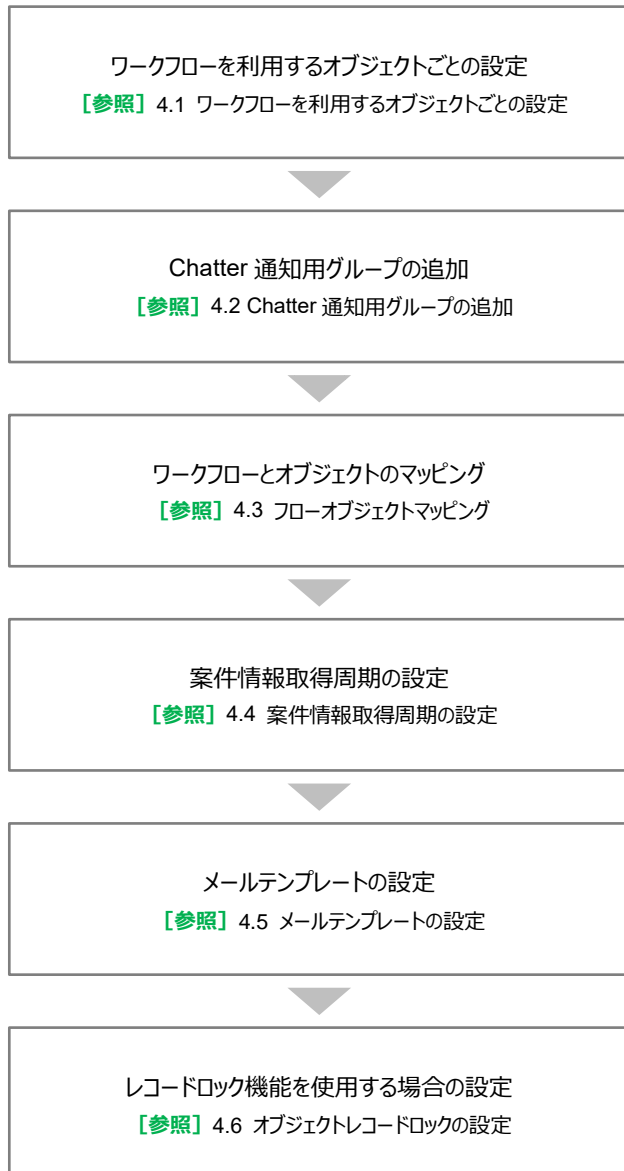 ワークフローを利用するオブジェクトごとの設定
［参照］ 4.1 ワークフローを利用するオブジェクトごとの設定
Chatter 通知用グループの追加
［参照］ 4.2 Chatter 通知用グループの追加
ワークフローとオブジェクトのマッピング
［参照］ 4.3 フローオブジェクトマッピング
案件情報取得周期の設定
［参照］ 4.4 案件情報取得周期の設定
メールテンプレートの設定
［参照］ 4.5 メールテンプレートの設定
レコードロック機能を使用する場合の設定
［参照］ 4.6 オブジェクトレコードロックの設定